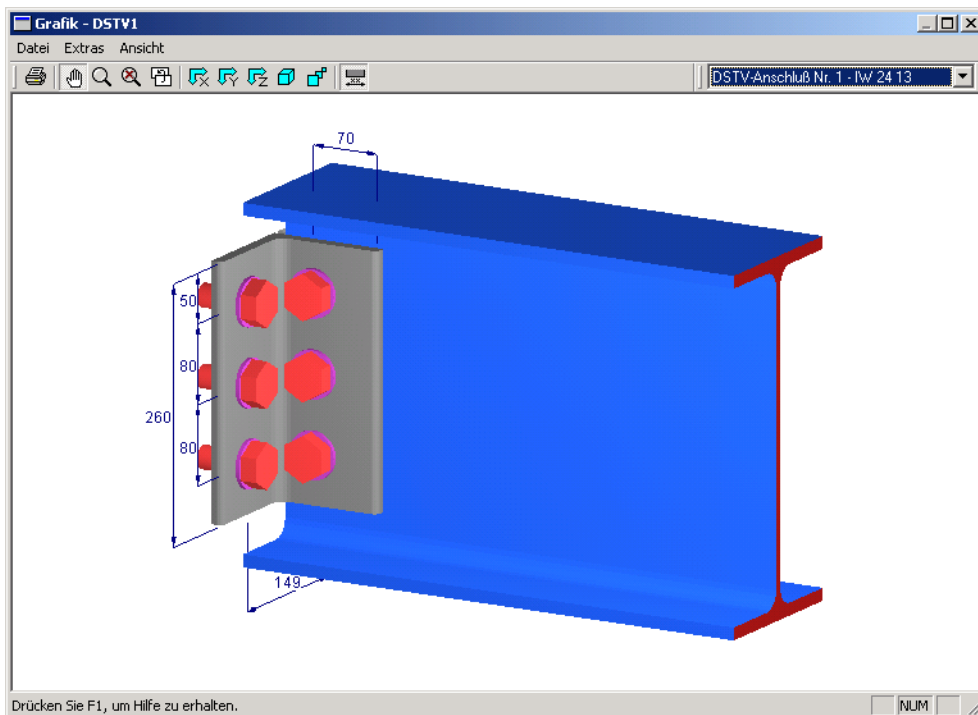 Grafik - DSTV1
Datei Extras Ansicht
X Y Z
DSTV-Anschluß Nr. 1 - IW 24 13
70
50
80
260
80
149
Drücken Sie F1, um Hilfe zu erhalten.
NUM